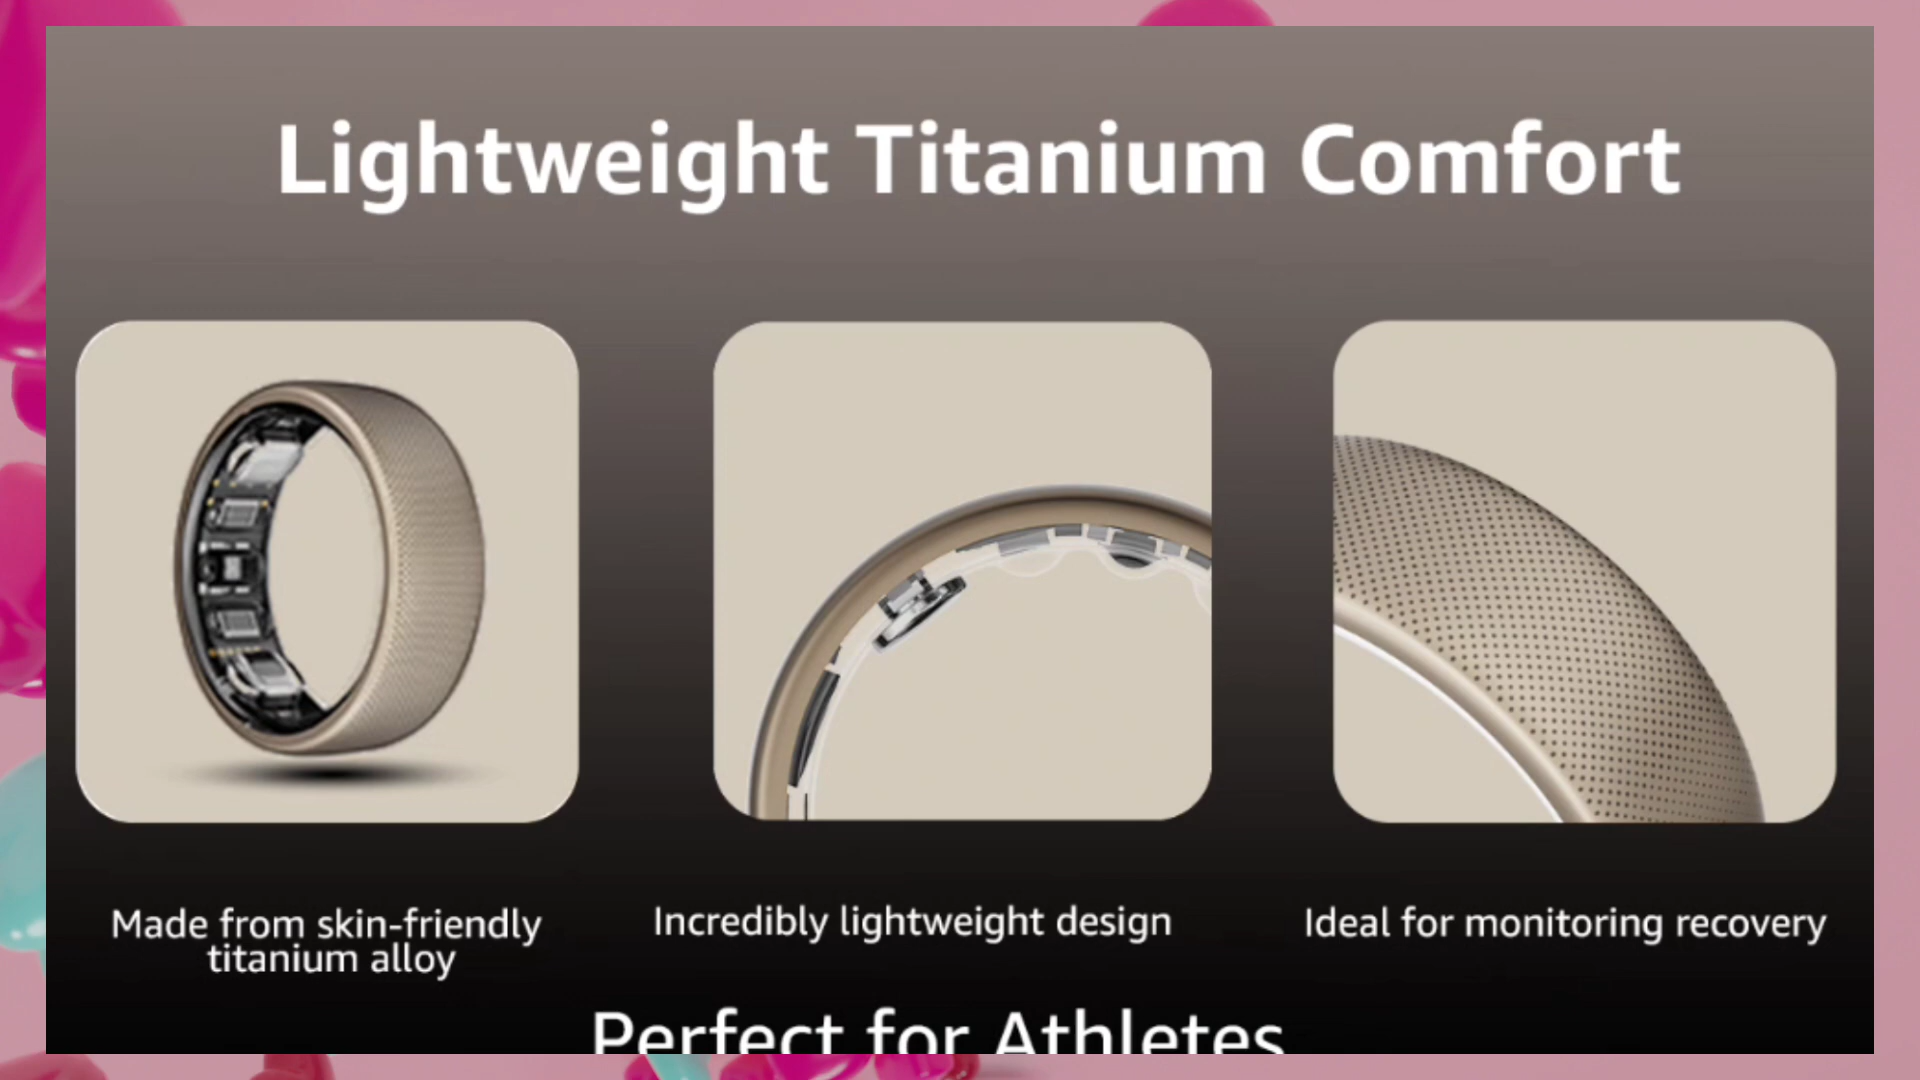 Lightweight Titanium Comfort
Made from skin-friendly
titanium alloy
Incredibly lightweight design
Ideal for monitoring recovery
Perfect for Athletes